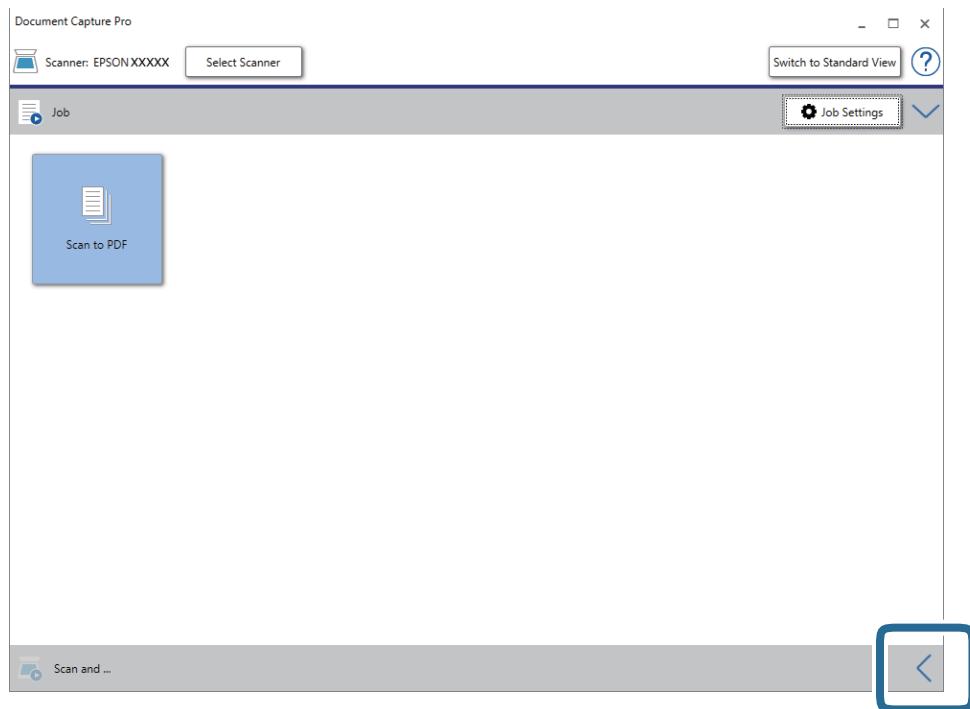 Document Capture Pro
Scanner: EPSON XXXXX
Select Scanner
Switch to Standard View
?
Job
Job Settings
Scan to PDF
Scan and ...